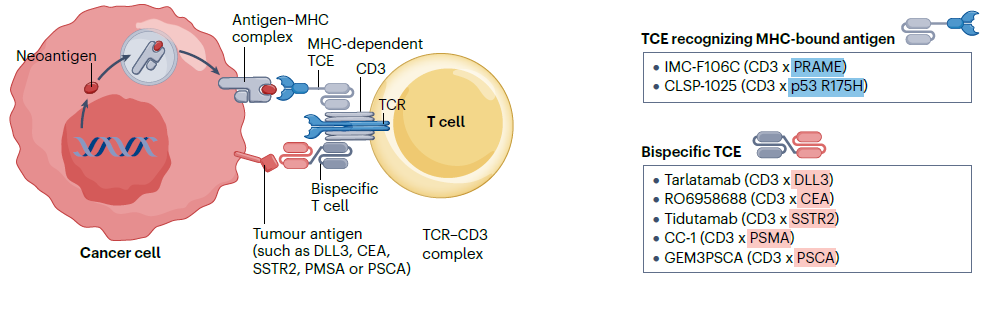 Neoantigen
Antigen–MHC
complex
MHC-dependent
TCE
CD3
TCR
T cell
Bispecific
T cell
Tumour antigen
(such as DLL3, CEA,
SSTR2, PMSA or PSCA)
TCR–CD3
complex
Cancer cell
TCE recognizing MHC-bound antigen
• IMC-F106C (CD3 x PRAME)
• CLSP-1025 (CD3 x p53 R175H)
Bispecific TCE
• Tarlatamab (CD3 x DLL3)
• RO6958688 (CD3 x CEA)
• Tidutamab (CD3 x SSTR2)
• CC-1 (CD3 x PSMA)
• GEM3PSCA (CD3 x PSCA)